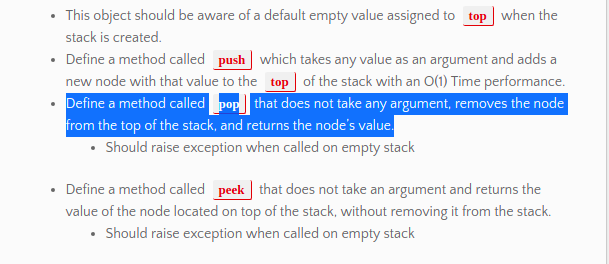 This object should be aware of a default empty value assigned to top when the
stack is created.
Define a method called push which takes any value as an argument and adds a
new node with that value to the top of the stack with an O(1) Time performance.
Define a method called pop that does not take any argument, removes the node
from the top of the stack, and returns the node's value.
Should raise exception when called on empty stack
Define a method called peek that does not take an argument and returns the
value of the node located on top of the stack, without removing it from the stack.
Should raise exception when called on empty stack